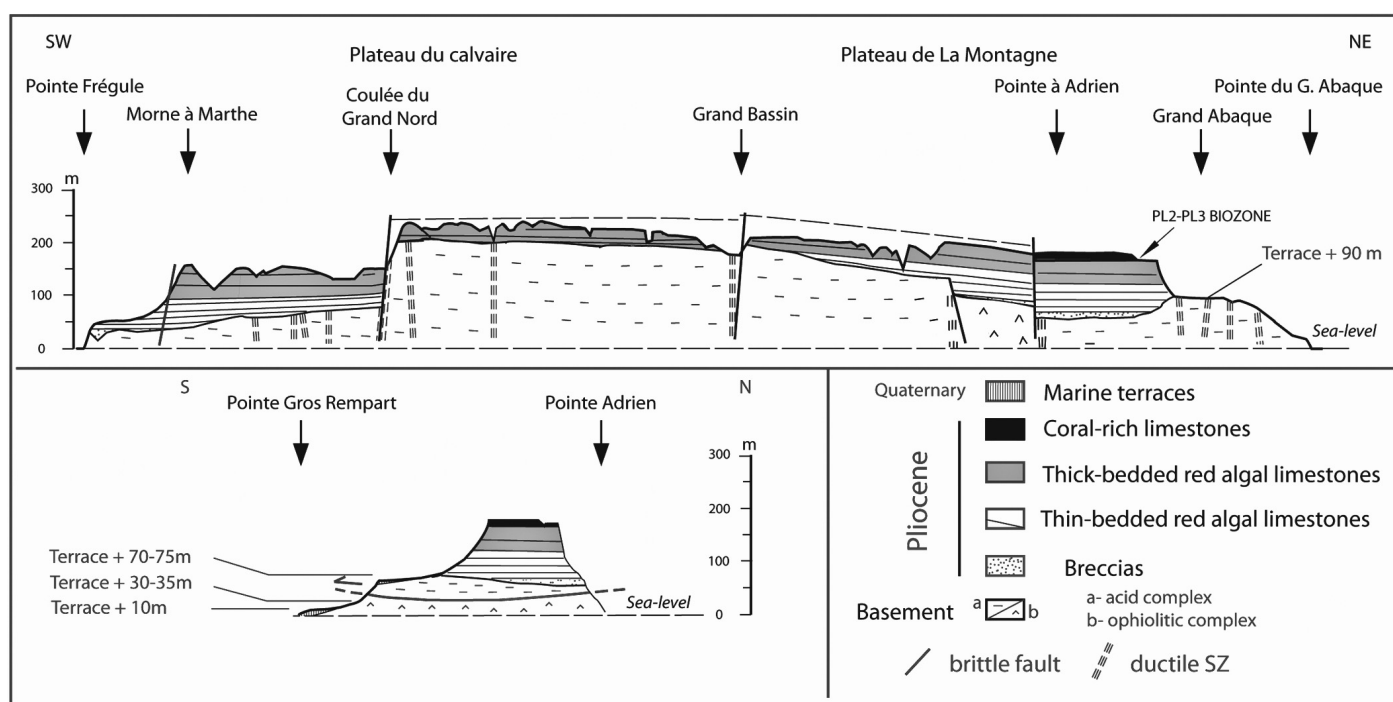 SW
NE
Plateau du calvaire
Plateau de La Montagne
Pointe Frégule
Coulée du
Grand Nord
Pointe à Adrien
Pointe du G. Abaque
Morne à Marthe
Grand Bassin
Grand Abaque
m
300
200
100
0
PL2-PL3 BIOZONE
Terrace + 90 m
Sea-level
S
N
Pointe Gros Rempart
Pointe Adrien
m
300
200
100
0
Terrace + 70-75m
Terrace + 30-35m
Terrace + 10m
Sea-level
Quaternary
Marine terraces
Pliocene
Coral-rich limestones
Thick-bedded red algal limestones
Thin-bedded red algal limestones
Breccias
Basement
a
b
a- acid complex
b- ophiolitic complex
brittle fault
ductile SZ